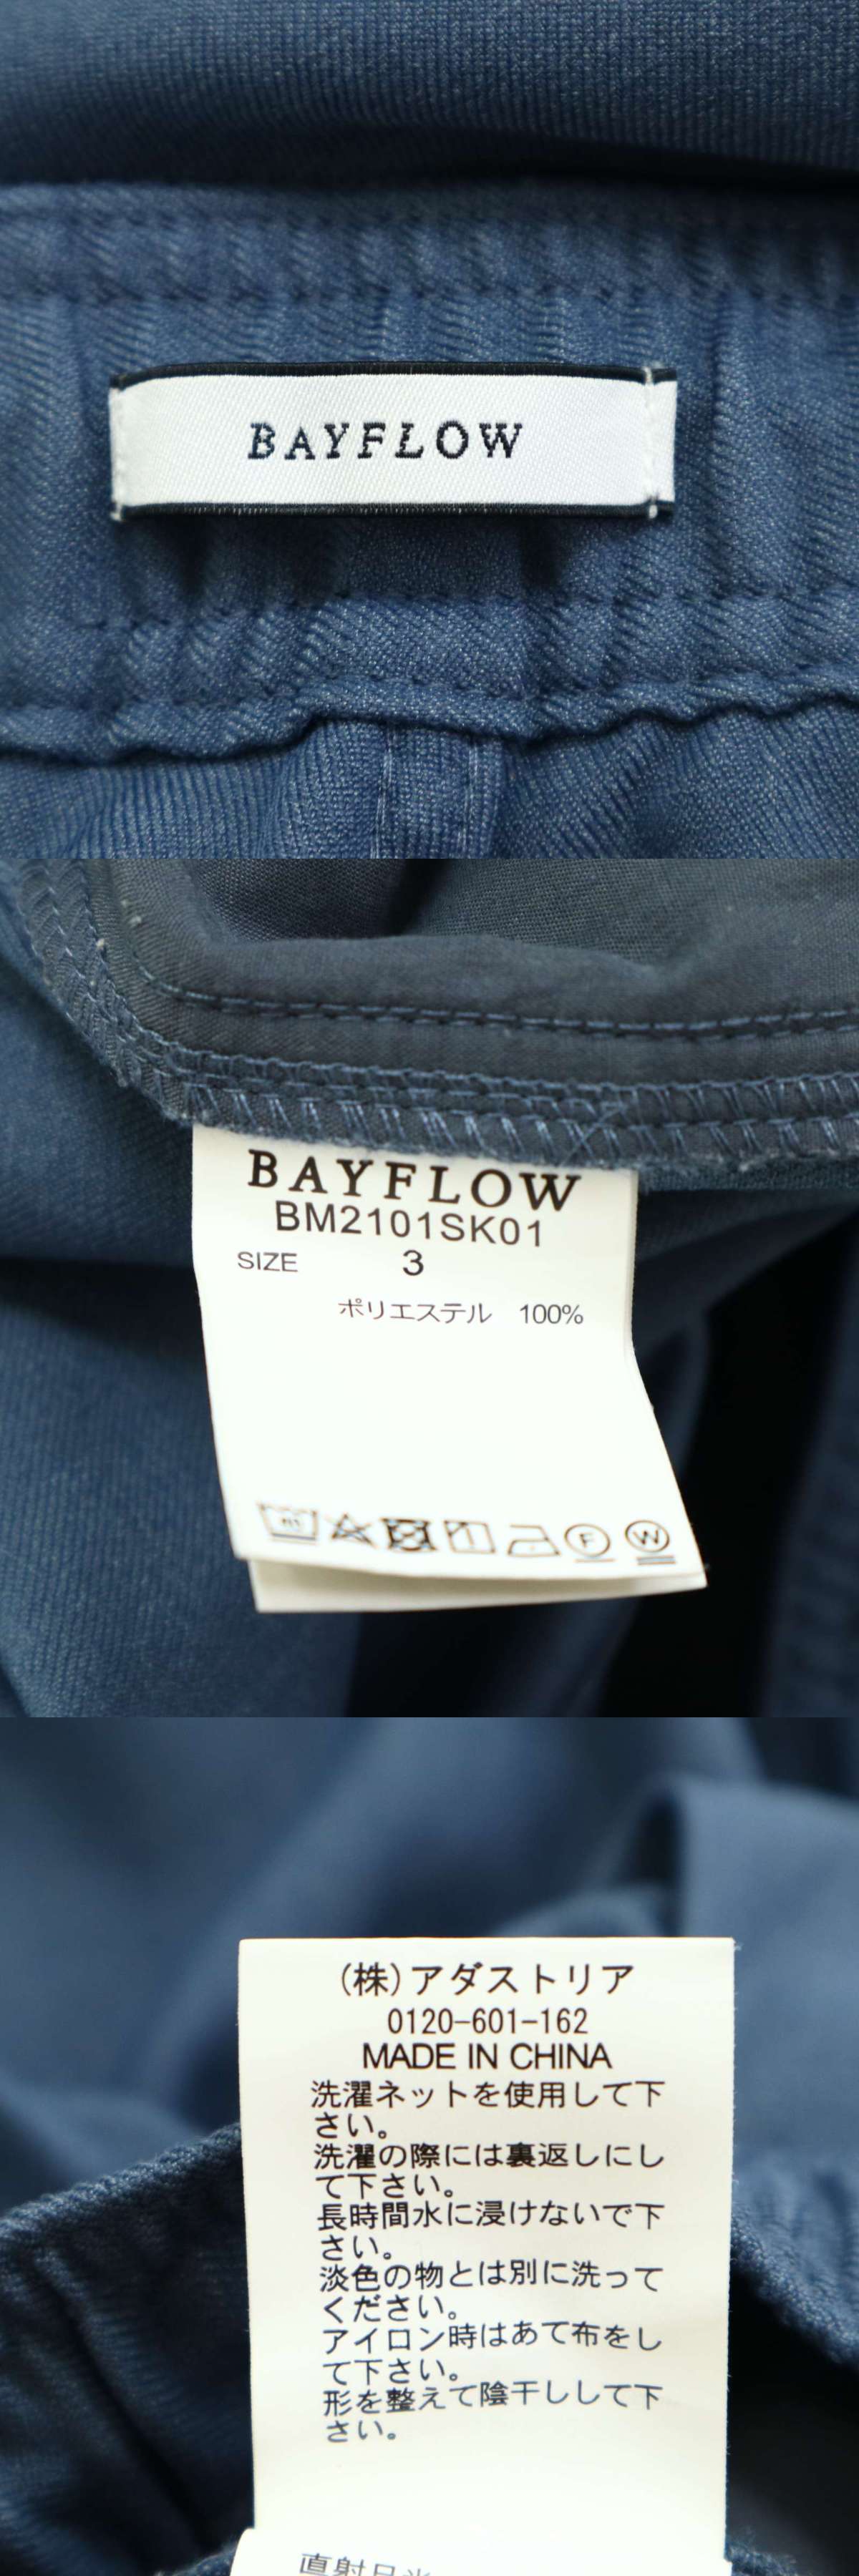 BAYFLOW
BAYFLOW
BM2101SK01
SIZE 3
ポリエステル 100%
F W
(株)アダストリア
0120-601-162
MADE IN CHINA
洗濯ネットを使用して下
さい。
洗濯の際には裏返しにし
て下さい。
長時間水に浸けないで下
さい。
淡色の物とは別に洗って
ください。
アイロン時はあて布をし
て下さい。
形を整えて陰干しして下
さい。
直射日光